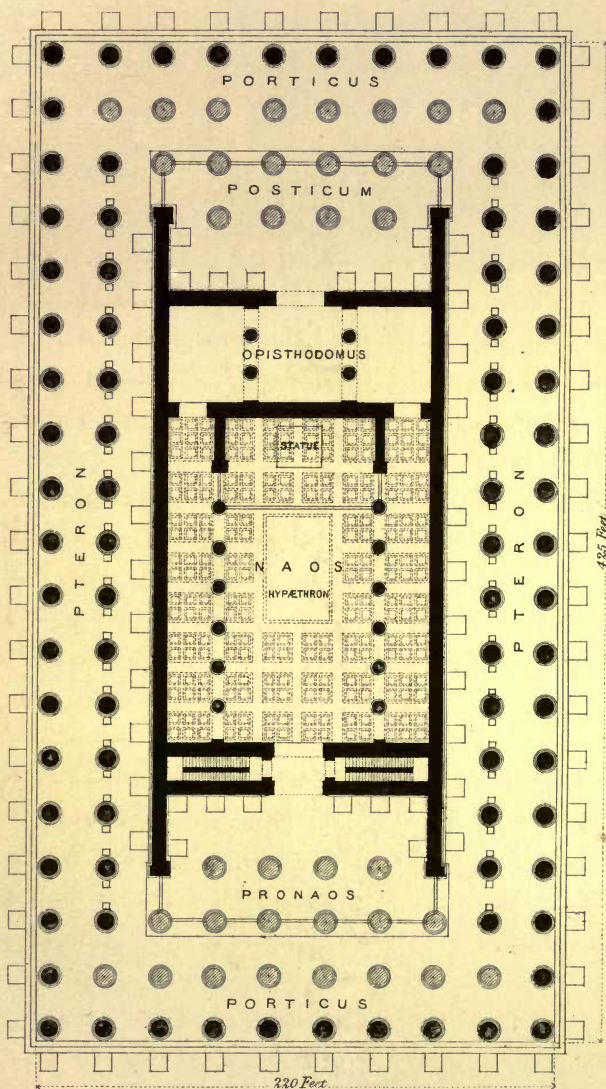 PORTICUS
POSTICUM
OPISTHODOMUS
STATUE
PTERON
NAOS
HYPÆTHRON
PTERON
425 Feet
PRONAOS
PORTICUS
220 Feet